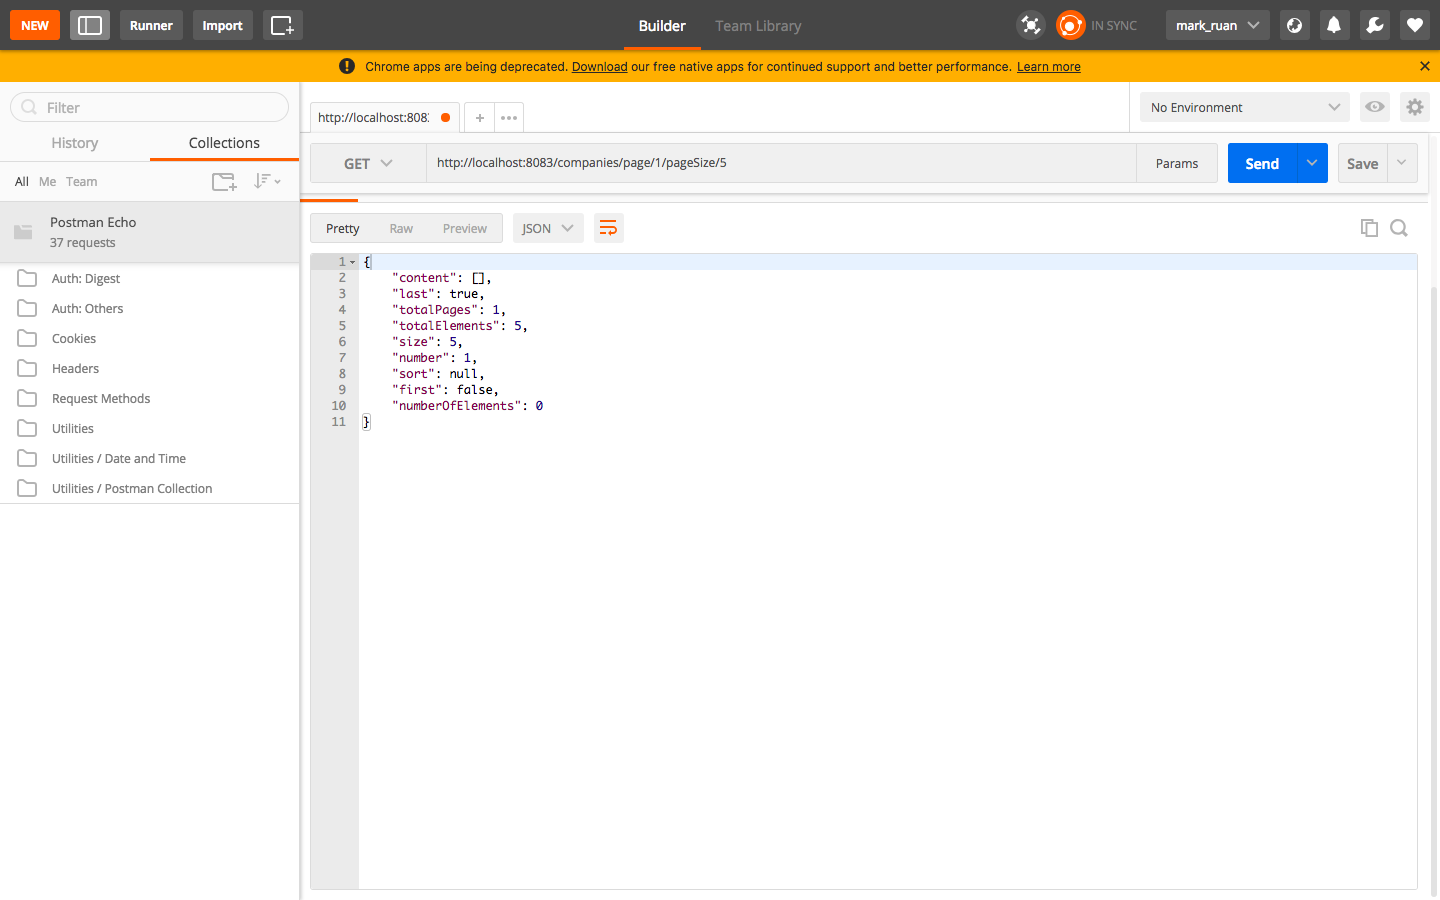 NEW
Runner
Import
Builder
Team Library
IN SYNC
mark_ruan
Chrome apps are being deprecated. Download our free native apps for continued support and better performance. Learn more
Filter
History
Collections
All Me Team
Postman Echo
37 requests
Auth: Digest
Auth: Others
Cookies
Headers
Request Methods
Utilities
Utilities / Date and Time
Utilities / Postman Collection
http://localhost:808
No Environment
GET
http://localhost:8083/companies/page/1/pageSize/5
Params
Send
Save
Pretty
Raw
Preview
JSON
1 {
2 "content": [],
3 "last": true,
4 "totalPages": 1,
5 "totalElements": 5,
6 "size": 5,
7 "number": 1,
8 "sort": null,
9 "first": false,
10 "numberOfElements": 0
11 }